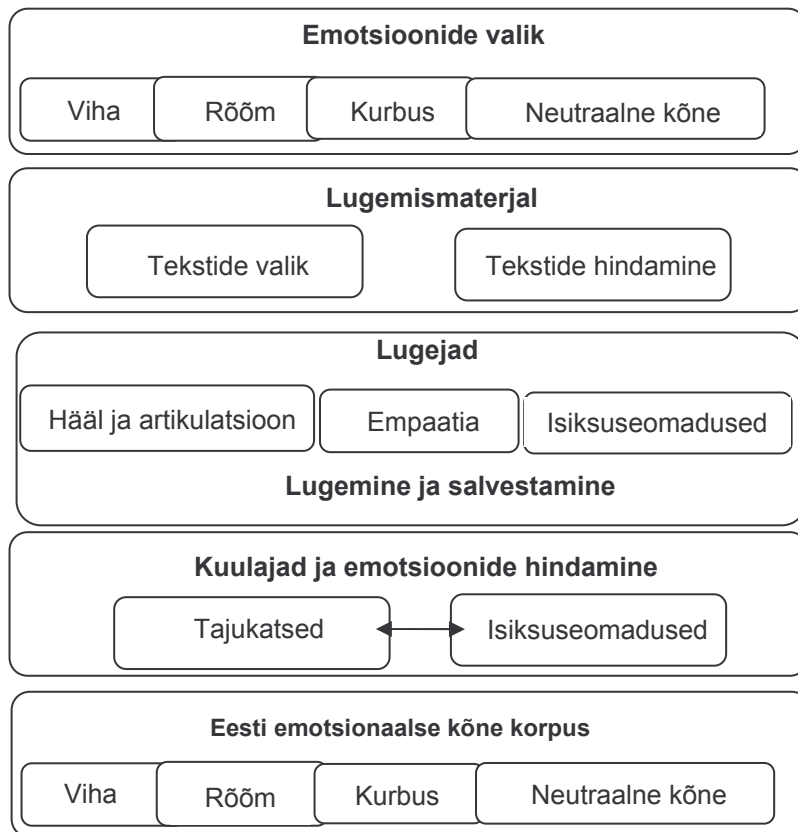 Emotsioonide valik
Viha Rõõm Kurbus Neutraalne kõne
Lugemismaterjal
Tekstide valik Tekstide hindamine
Lugejad
Hääl ja artikulatsioon Empaatia Isiksuseomadused
Lugemine ja salvestamine
Kuulajad ja emotsioonide hindamine
Tajukatsed Isiksuseomadused
Eesti emotsionaalse kõne korpus
Viha Rõõm Kurbus Neutraalne kõne